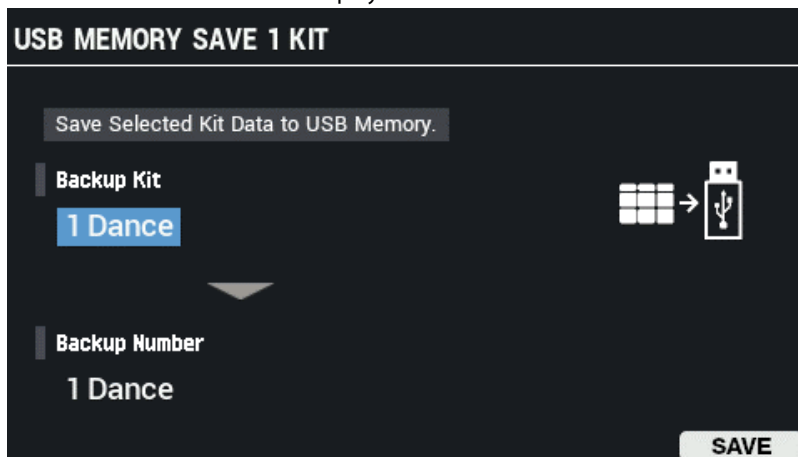 USB MEMORY SAVE 1 KIT
Save Selected Kit Data to USB Memory.
Backup Kit
1 Dance
Backup Number
1 Dance
SAVE